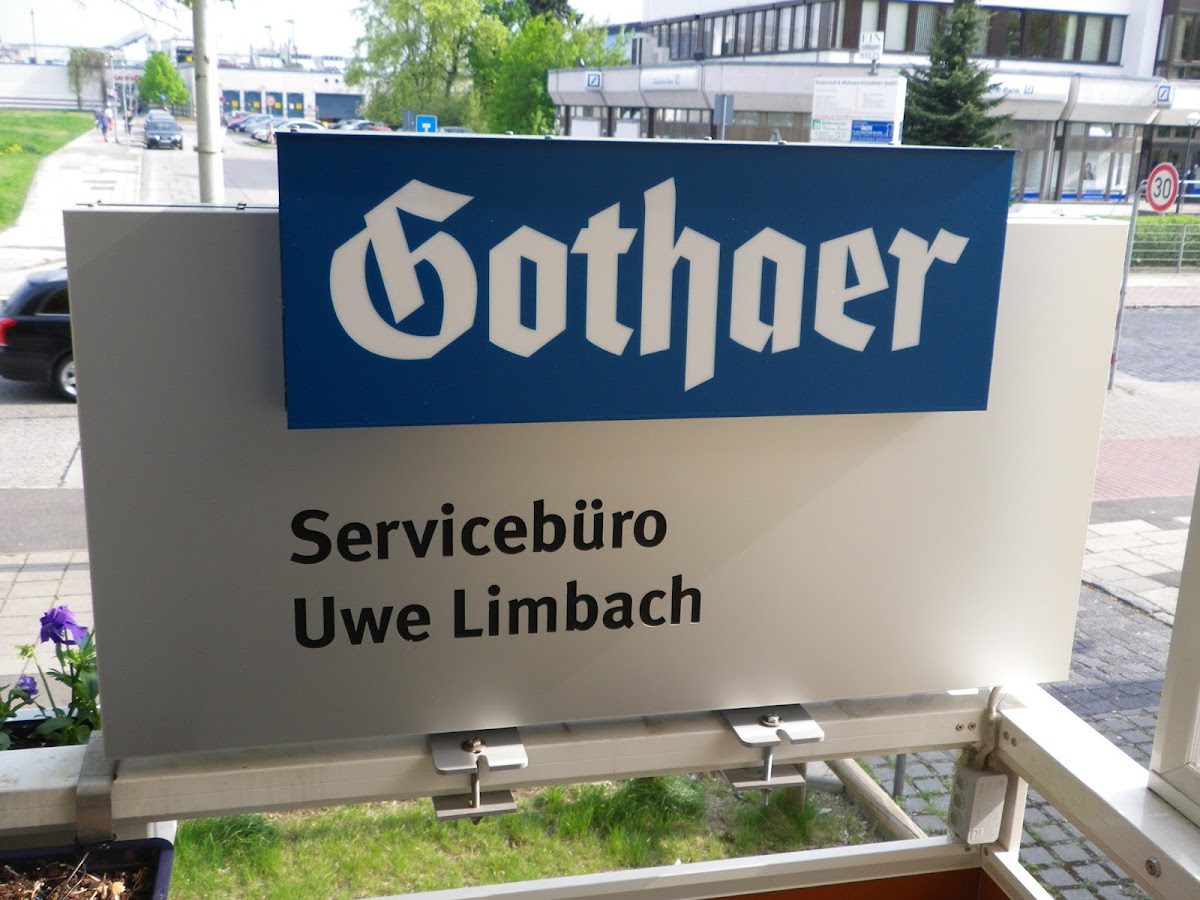 Gothaer
Servicebüro
Uwe Limbach
30